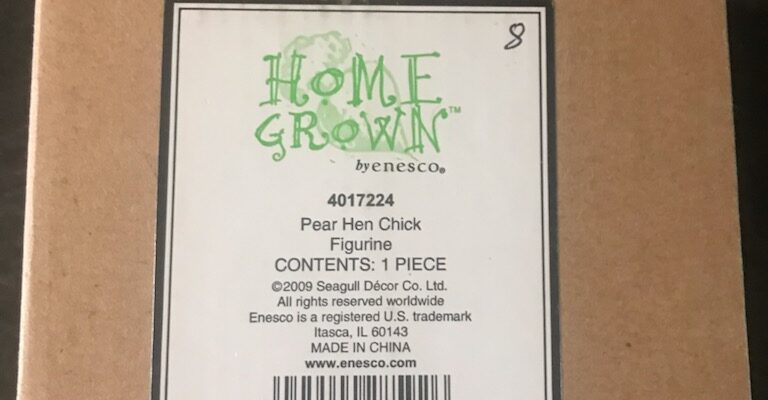 8
HOME
GROWN™
by enesco®
4017224
Pear Hen Chick
Figurine
CONTENTS: 1 PIECE
©2009 Seagull Décor Co. Ltd.
All rights reserved worldwide
Enesco is a registered U.S. trademark
Itasca, IL 60143
MADE IN CHINA
www.enesco.com